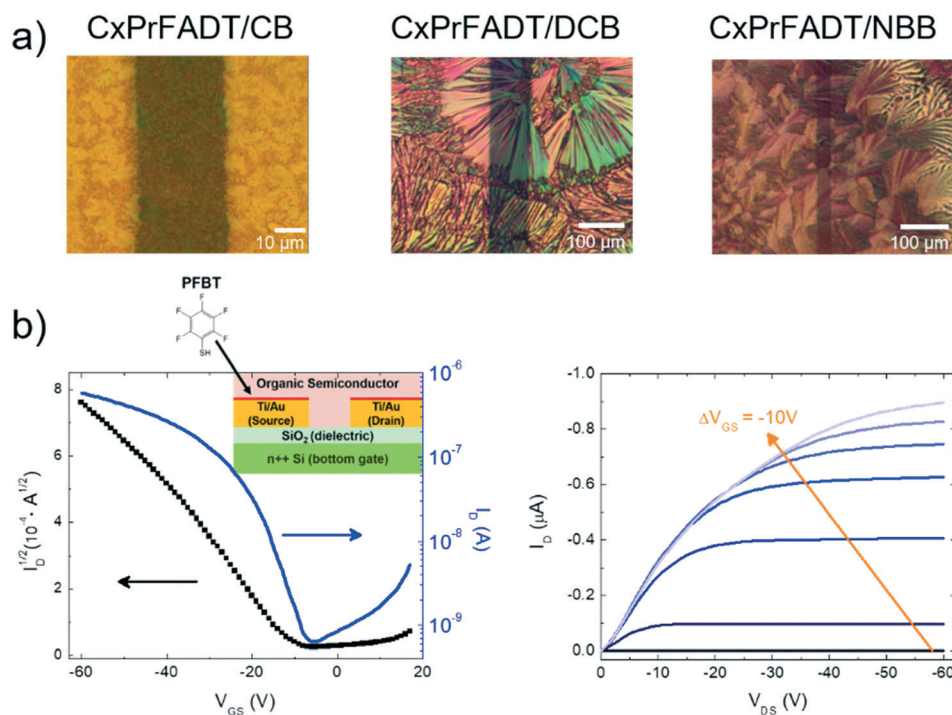 a)
CxPrFADT/CB
CxPrFADT/DCB
CxPrFADT/NBB
10 µm
100 µm
100 µm
b)
PFBT
F
F
F
F
F
SH
Organic Semiconductor
Ti/Au
(Source)
Ti/Au
(Drain)
SiO₂ (dielectric)
n++ Si (bottom gate)
8
6
4
2
0
I_D^1/2 (10⁻⁴ · A^1/2)
10⁻⁶
10⁻⁷
10⁻⁸
10⁻⁹
I_D (A)
-60
-40
-20
0
20
V_GS (V)
-1.0
-0.8
-0.6
-0.4
-0.2
0.0
I_D (µA)
ΔV_GS = -10V
0
-10
-20
-30
-40
-50
-60
V_DS (V)